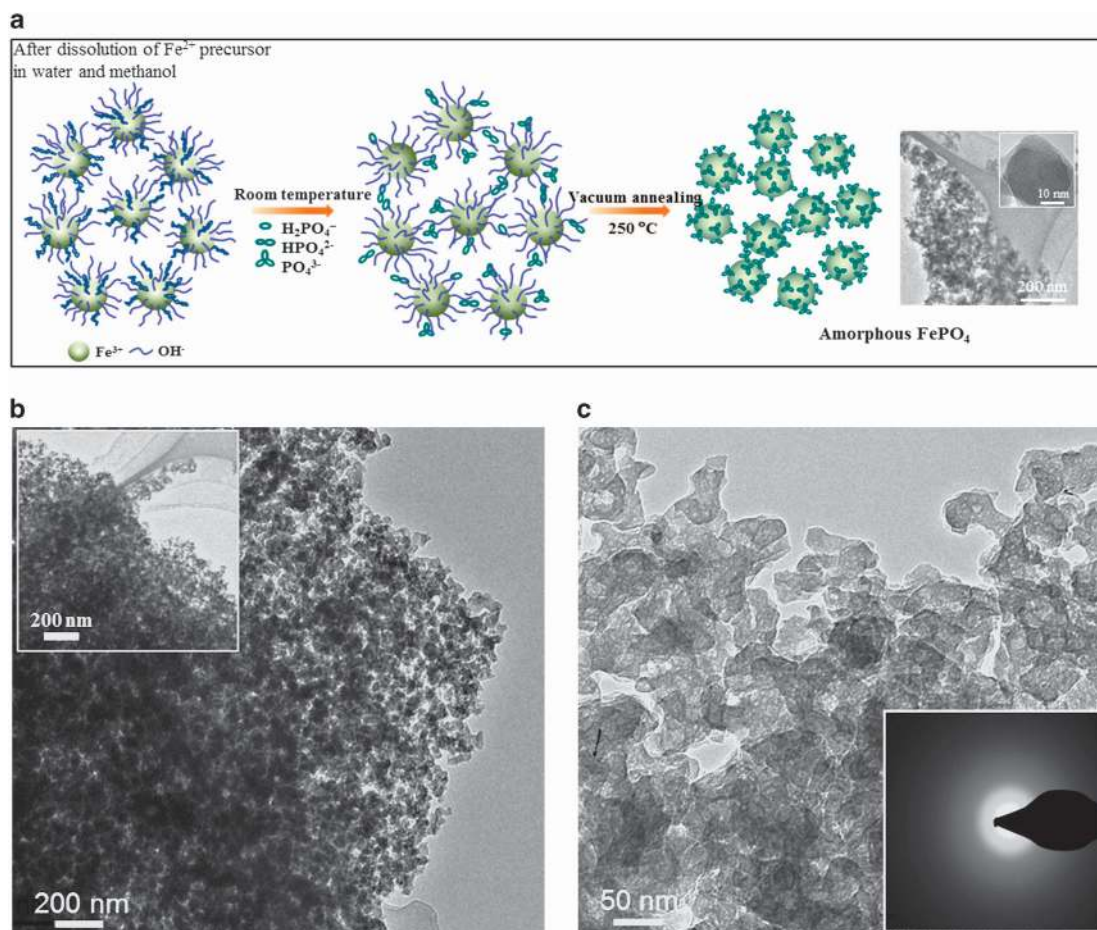 a
After dissolution of Fe²⁺ precursor
in water and methanol
Room temperature
H₂PO₄⁻
HPO₄²⁻
PO₄³⁻
Vacuum annealing
250 °C
10 nm
200 nm
Fe³⁺ OH⁻
Amorphous FePO₄
b
200 nm
200 nm
c
50 nm